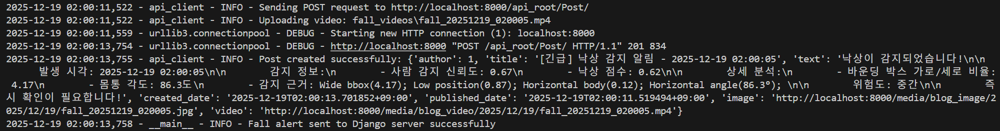 2025-12-19 02:00:11,522 - api_client - INFO - Sending POST request to http://localhost:8000/api_root/Post/
2025-12-19 02:00:11,522 - api_client - INFO - Uploading video: fall_videos\fall_20251219_020005.mp4
2025-12-19 02:00:11,559 - urllib3.connectionpool - DEBUG - Starting new HTTP connection (1): localhost:8000
2025-12-19 02:00:13,754 - urllib3.connectionpool - DEBUG - http://localhost:8000 "POST /api_root/Post/ HTTP/1.1" 201 834
2025-12-19 02:00:13,755 - api_client - INFO - Post created successfully: {'author': 1, 'title': '[긴급] 낙상 감지 알림 - 2025-12-19 02:00:05', 'text': '낙상이 감지되었습니다!\n\n
발생 시각: 2025-12-19 02:00:05\n\n        감지 정보:\n        - 사람 감지 신뢰도: 0.67\n        - 낙상 점수: 0.62\n\n        상세 분석:\n        - 바운딩 박스 가로/세로 비율:
4.17\n        - 몸통 각도: 86.3도\n        - 감지 근거: Wide bbox(4.17); Low position(0.87); Horizontal body(0.12); Horizontal angle(86.3°); \n\n        위험도: 중간\n\n        즉
시 확인이 필요합니다!', 'created_date': '2025-12-19T02:00:13.701852+09:00', 'published_date': '2025-12-19T02:00:11.519494+09:00', 'image': 'http://localhost:8000/media/blog_image/2
025/12/19/fall_20251219_020005.jpg', 'video': 'http://localhost:8000/media/blog_video/2025/12/19/fall_20251219_020005.mp4'}
2025-12-19 02:00:13,758 - __main__ - INFO - Fall alert sent to Django server successfully